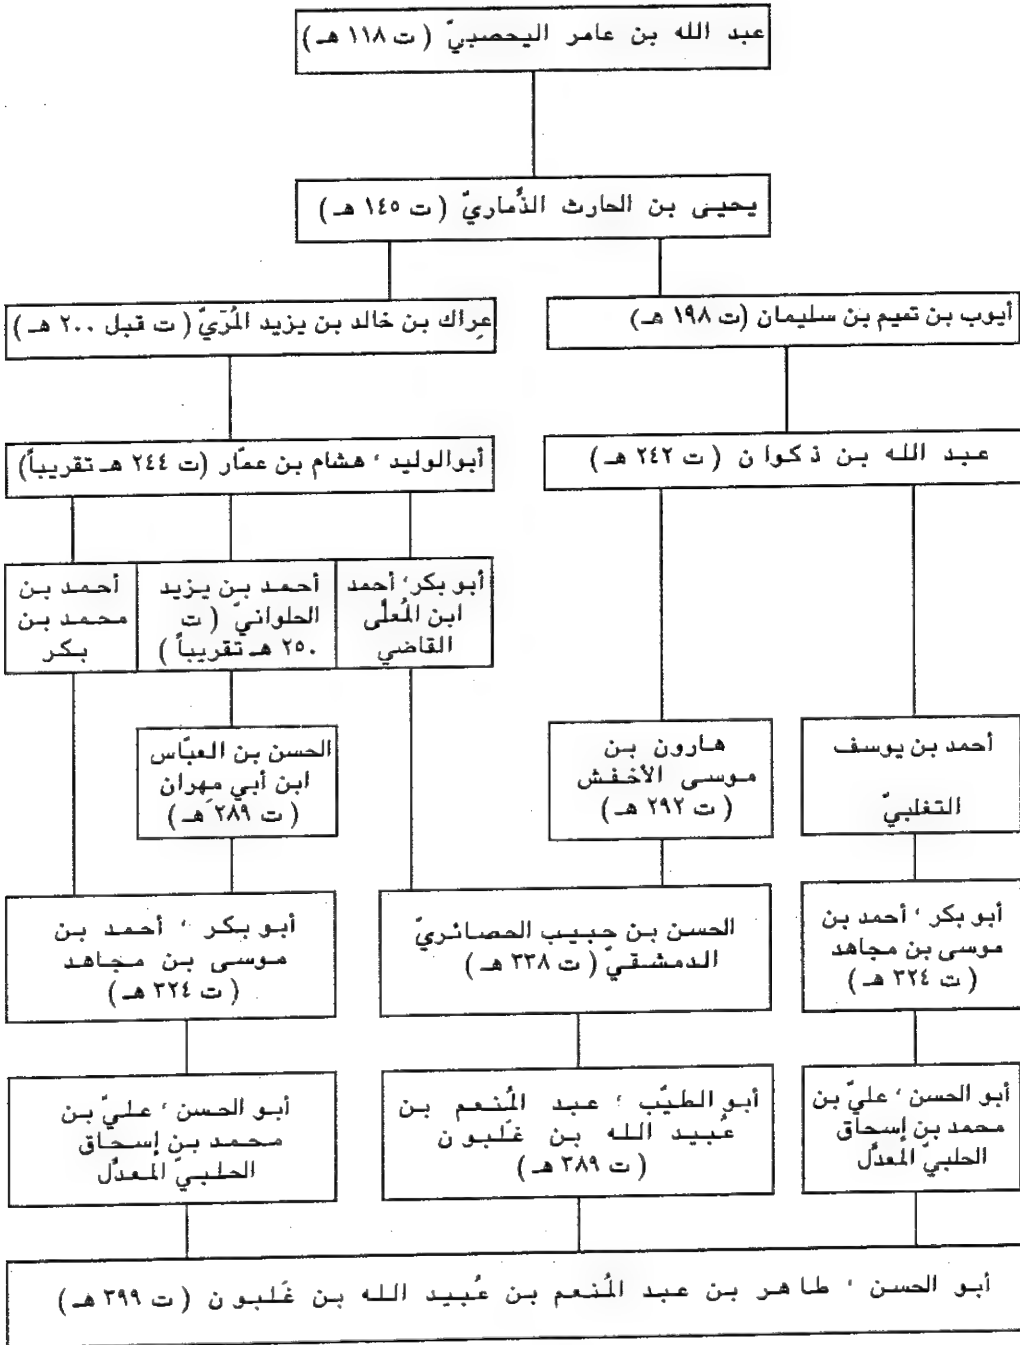 عبد الله بن عامر اليحصبيّ (ت ١١٨ هـ)
يحيى بن الحارث الذَّماريّ (ت ١٤٥ هـ)
أيوب بن تميم بن سليمان (ت ١٩٨ هـ)
عِراك بن خالد بن يزيد المُرّيّ (ت قبل ٢٠٠ هـ)
عبد الله بن ذكوان (ت ٢٤٢ هـ)
أبوالوليد ، هشام بن عمّار (ت ٢٤٤ هـ تقريباً)
أبو بكر، أحمد
ابن المُعلَّى
القاضي
أحمد بن يزيد
الحلوانيّ (ت
٢٥٠ هـ تقريباً)
أحمد بن
محمد بن
بكر
أحمد بن يوسف
التغلبيّ
هارون بن
موسى الأخفش
(ت ٢٩٢ هـ)
الحسن بن العبّاس
ابن أبي مِهران
(ت ٢٨٩ هـ)
أبو بكر ، أحمد بن
موسى بن مجاهد
(ت ٣٢٤ هـ)
الحسن بن حبيب الحصائريّ
الدمشقيّ (ت ٣٣٨ هـ)
أبو بكر ، أحمد بن
موسى بن مجاهد
(ت ٣٢٤ هـ)
أبو الحسن ، عليّ بن
محمد بن إسحاق
الحلبيّ المعدَّل
أبو الطيّب ، عبد المُنعم بن
عُبيد الله بن غَلبون
(ت ٣٨٩ هـ)
أبو الحسن ، عليّ بن
محمد بن إسحاق
الحلبيّ المعدَّل
أبو الحسن ، طاهر بن عبد المُنعم بن عُبيد الله بن غَلبون (ت ٣٩٩ هـ)